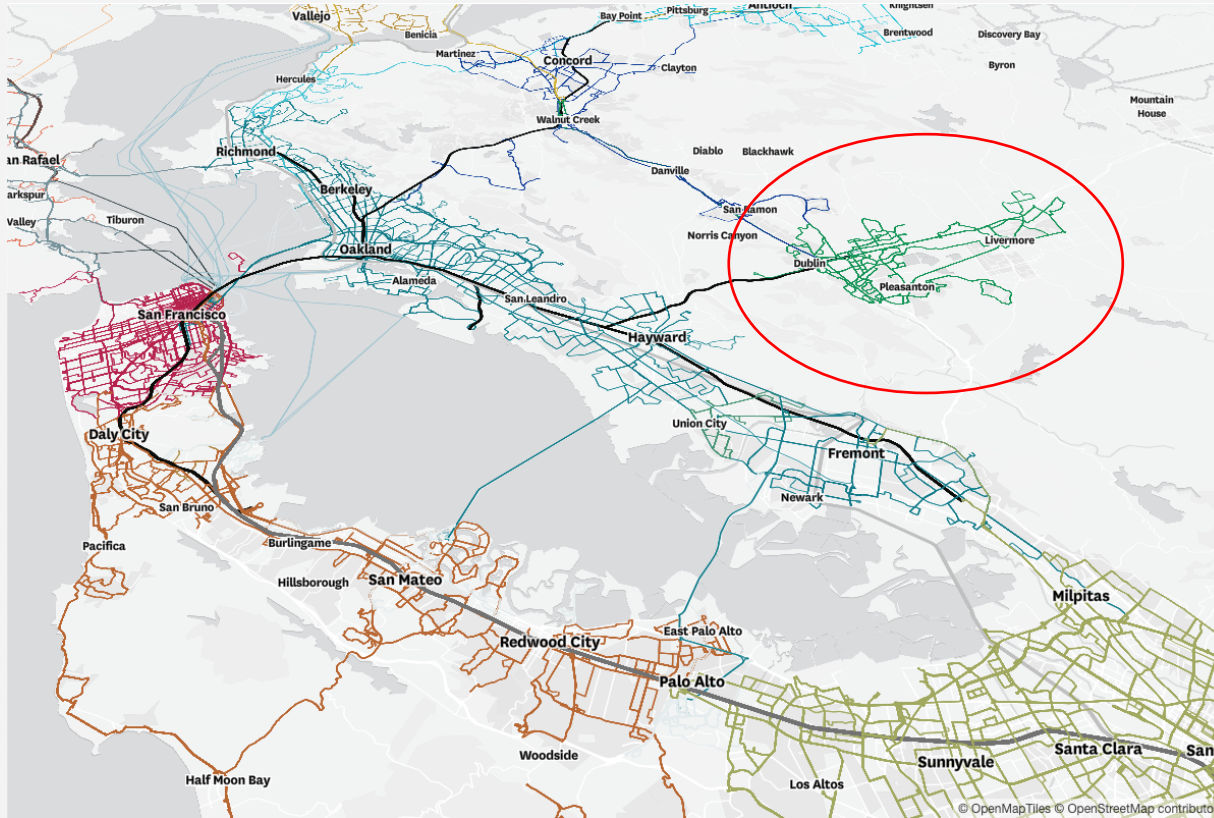 Vallejo
Benicia
Bay Point
Pittsburg
Antioch
Knightsen
Brentwood
Discovery Bay
Martinez
Concord
Clayton
Byron
Hercules
Mountain
House
Walnut Creek
an Rafael
Richmond
Diablo
Blackhawk
Danville
Berkeley
arkspur
Valley
Tiburon
San Ramon
Norris Canyon
Livermore
Oakland
Dublin
Alameda
Pleasanton
San Leandro
San Francisco
Hayward
Union City
Daly City
Fremont
Newark
San Bruno
Pacifica
Burlingame
Hillsborough
San Mateo
Milpitas
East Palo Alto
Redwood City
Palo Alto
Woodside
Santa Clara
San
Sunnyvale
Half Moon Bay
Los Altos
© OpenMapTiles © OpenStreetMap contributo